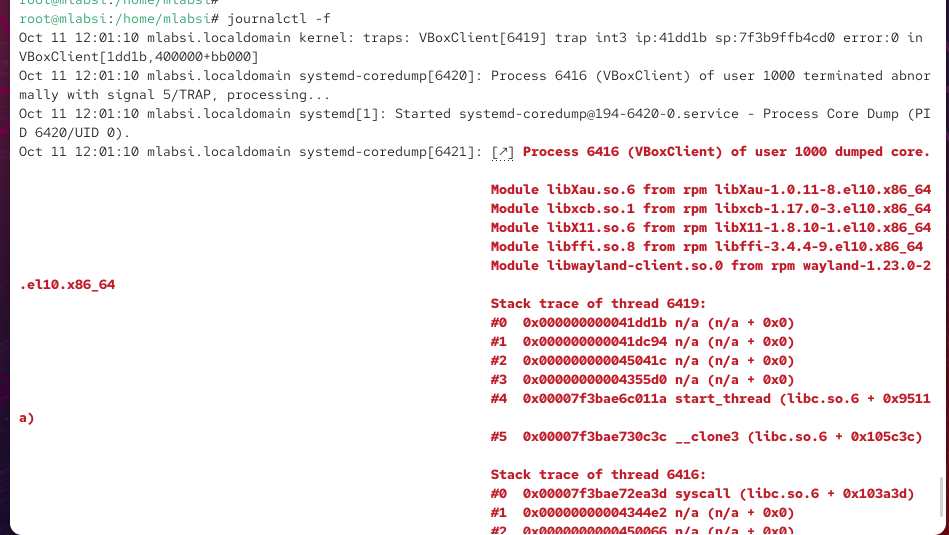 root@mlabsi:/home/mlabsi#
root@mlabsi:/home/mlabsi# journalctl -f
Oct 11 12:01:10 mlabsi.localdomain kernel: traps: VBoxClient[6419] trap int3 ip:41dd1b sp:7f3b9ffb4cd0 error:0 in
VBoxClient[1dd1b,400000+bb000]
Oct 11 12:01:10 mlabsi.localdomain systemd-coredump[6420]: Process 6416 (VBoxClient) of user 1000 terminated abnor
mally with signal 5/TRAP, processing...
Oct 11 12:01:10 mlabsi.localdomain systemd[1]: Started systemd-coredump@194-6420-0.service - Process Core Dump (PI
D 6420/UID 0).
Oct 11 12:01:10 mlabsi.localdomain systemd-coredump[6421]: [↗] Process 6416 (VBoxClient) of user 1000 dumped core.
Module libXau.so.6 from rpm libXau-1.0.11-8.el10.x86_64
Module libxcb.so.1 from rpm libxcb-1.17.0-3.el10.x86_64
Module libX11.so.6 from rpm libX11-1.8.10-1.el10.x86_64
Module libffi.so.8 from rpm libffi-3.4.4-9.el10.x86_64
Module libwayland-client.so.0 from rpm wayland-1.23.0-2
.el10.x86_64
Stack trace of thread 6419:
#0  0x000000000041dd1b n/a (n/a + 0x0)
#1  0x000000000041dc94 n/a (n/a + 0x0)
#2  0x000000000045041c n/a (n/a + 0x0)
#3  0x00000000004355d0 n/a (n/a + 0x0)
#4  0x00007f3bae6c011a start_thread (libc.so.6 + 0x9511
a)
#5  0x00007f3bae730c3c __clone3 (libc.so.6 + 0x105c3c)
Stack trace of thread 6416:
#0  0x00007f3bae72ea3d syscall (libc.so.6 + 0x103a3d)
#1  0x00000000004344e2 n/a (n/a + 0x0)
#2  0x0000000000450066 n/a (n/a + 0x0)